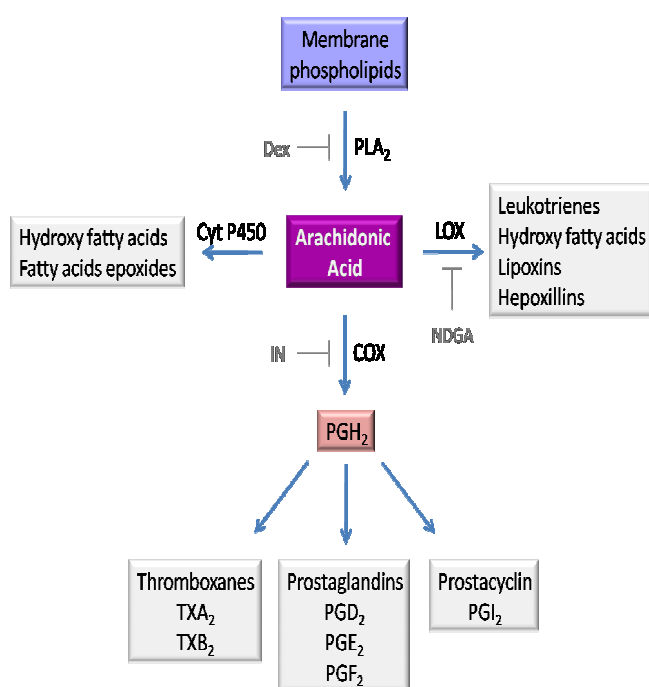 Membrane
phospholipids
Dex
PLA₂
Hydroxy fatty acids
Fatty acids epoxides
Cyt P450
Arachidonic
Acid
LOX
Leukotrienes
Hydroxy fatty acids
Lipoxins
Hepoxillins
NDGA
IN
COX
PGH₂
Thromboxanes
TXA₂
TXB₂
Prostaglandins
PGD₂
PGE₂
PGF₂
Prostacyclin
PGI₂